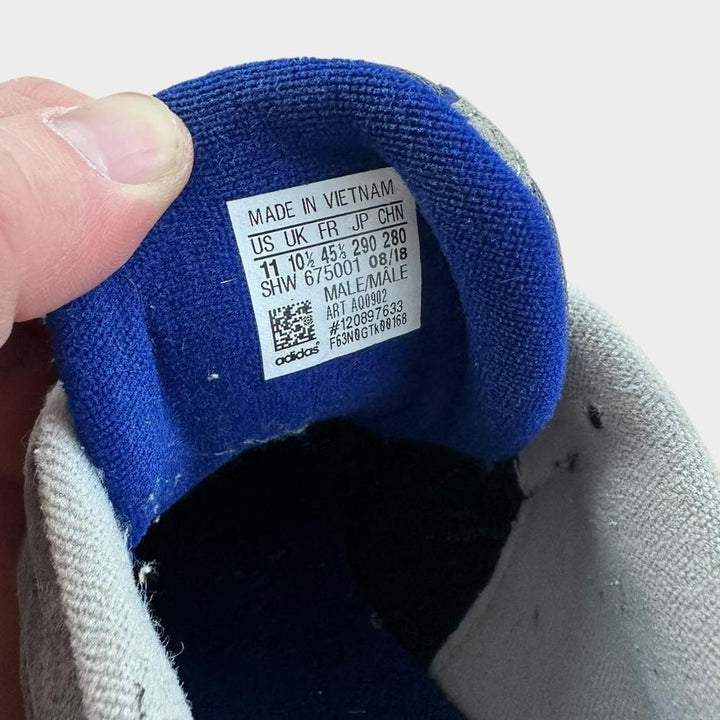 MADE IN VIETNAM
US UK FR JP CHN
11 10½ 45⅓ 290 280
SHW 675001 08/18
MALE/MÂLE
ART AQ0902
#120897633
F63N0GTk00168
adidas®